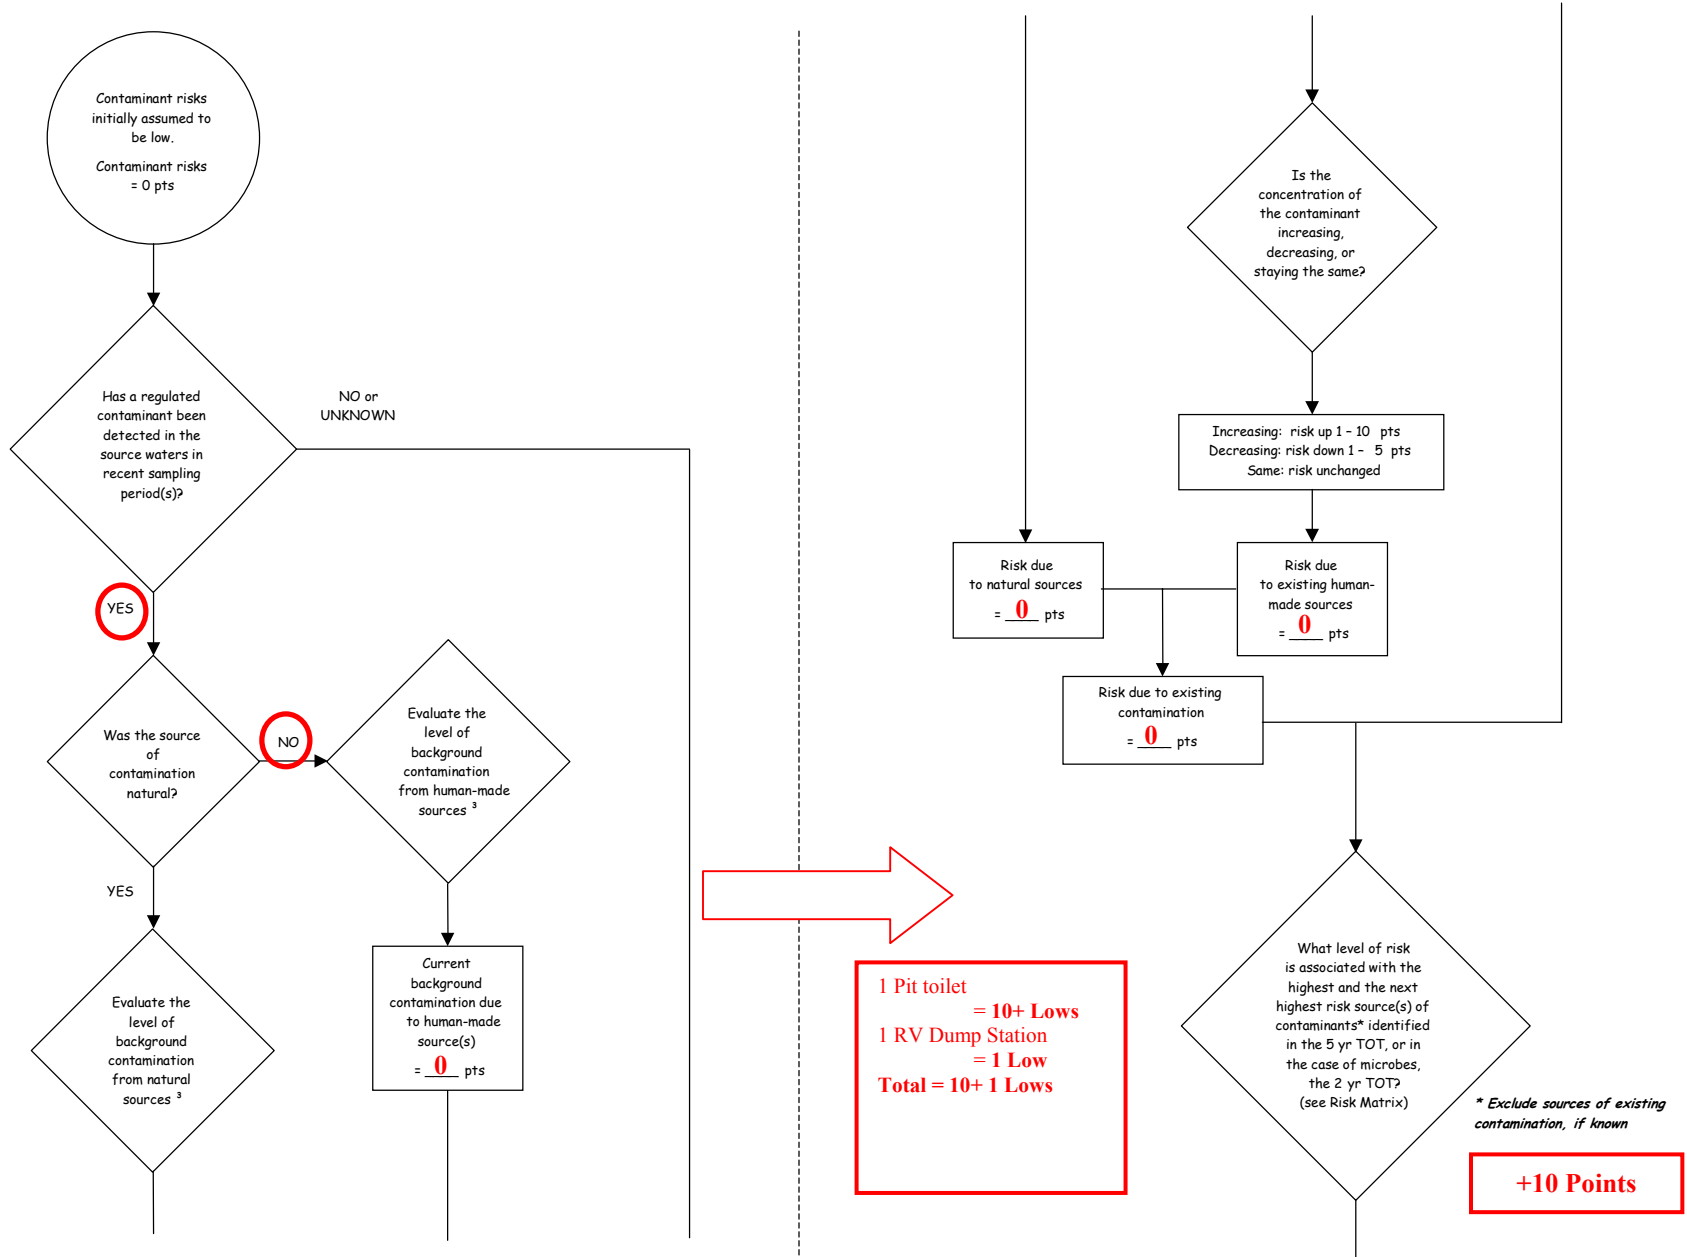 Contaminant risks
initially assumed to
be low.
Contaminant risks
= 0 pts
Has a regulated
contaminant been
detected in the
source waters in
recent sampling
period(s)?
NO or
UNKNOWN
YES
Was the source
of
contamination
natural?
NO
Evaluate the
level of
background
contamination
from human-made
sources ³
YES
Evaluate the
level of
background
contamination
from natural
sources ³
Current
background
contamination due
to human-made
source(s)
= 0 pts
Is the
concentration of
the contaminant
increasing,
decreasing, or
staying the same?
Increasing: risk up 1 – 10 pts
Decreasing: risk down 1 – 5 pts
Same: risk unchanged
Risk due
to natural sources
= 0 pts
Risk due
to existing human-
made sources
= 0 pts
Risk due to existing
contamination
= 0 pts
1 Pit toilet
= 10+ Lows
1 RV Dump Station
= 1 Low
Total = 10+ 1 Lows
What level of risk
is associated with the
highest and the next
highest risk source(s) of
contaminants* identified
in the 5 yr TOT, or in
the case of microbes,
the 2 yr TOT?
(see Risk Matrix)
* Exclude sources of existing
contamination, if known
+10 Points